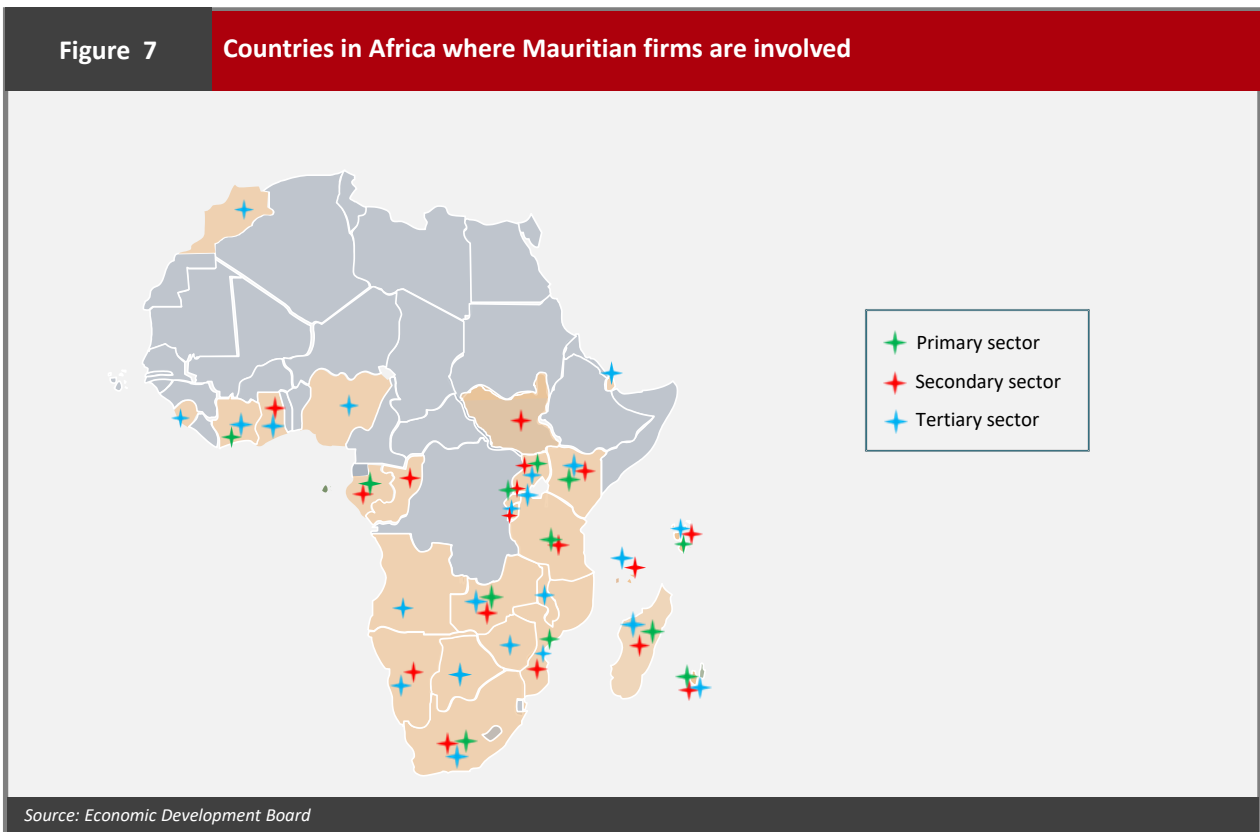 Figure 7
Countries in Africa where Mauritian firms are involved
Primary sector
Secondary sector
Tertiary sector
Source: Economic Development Board